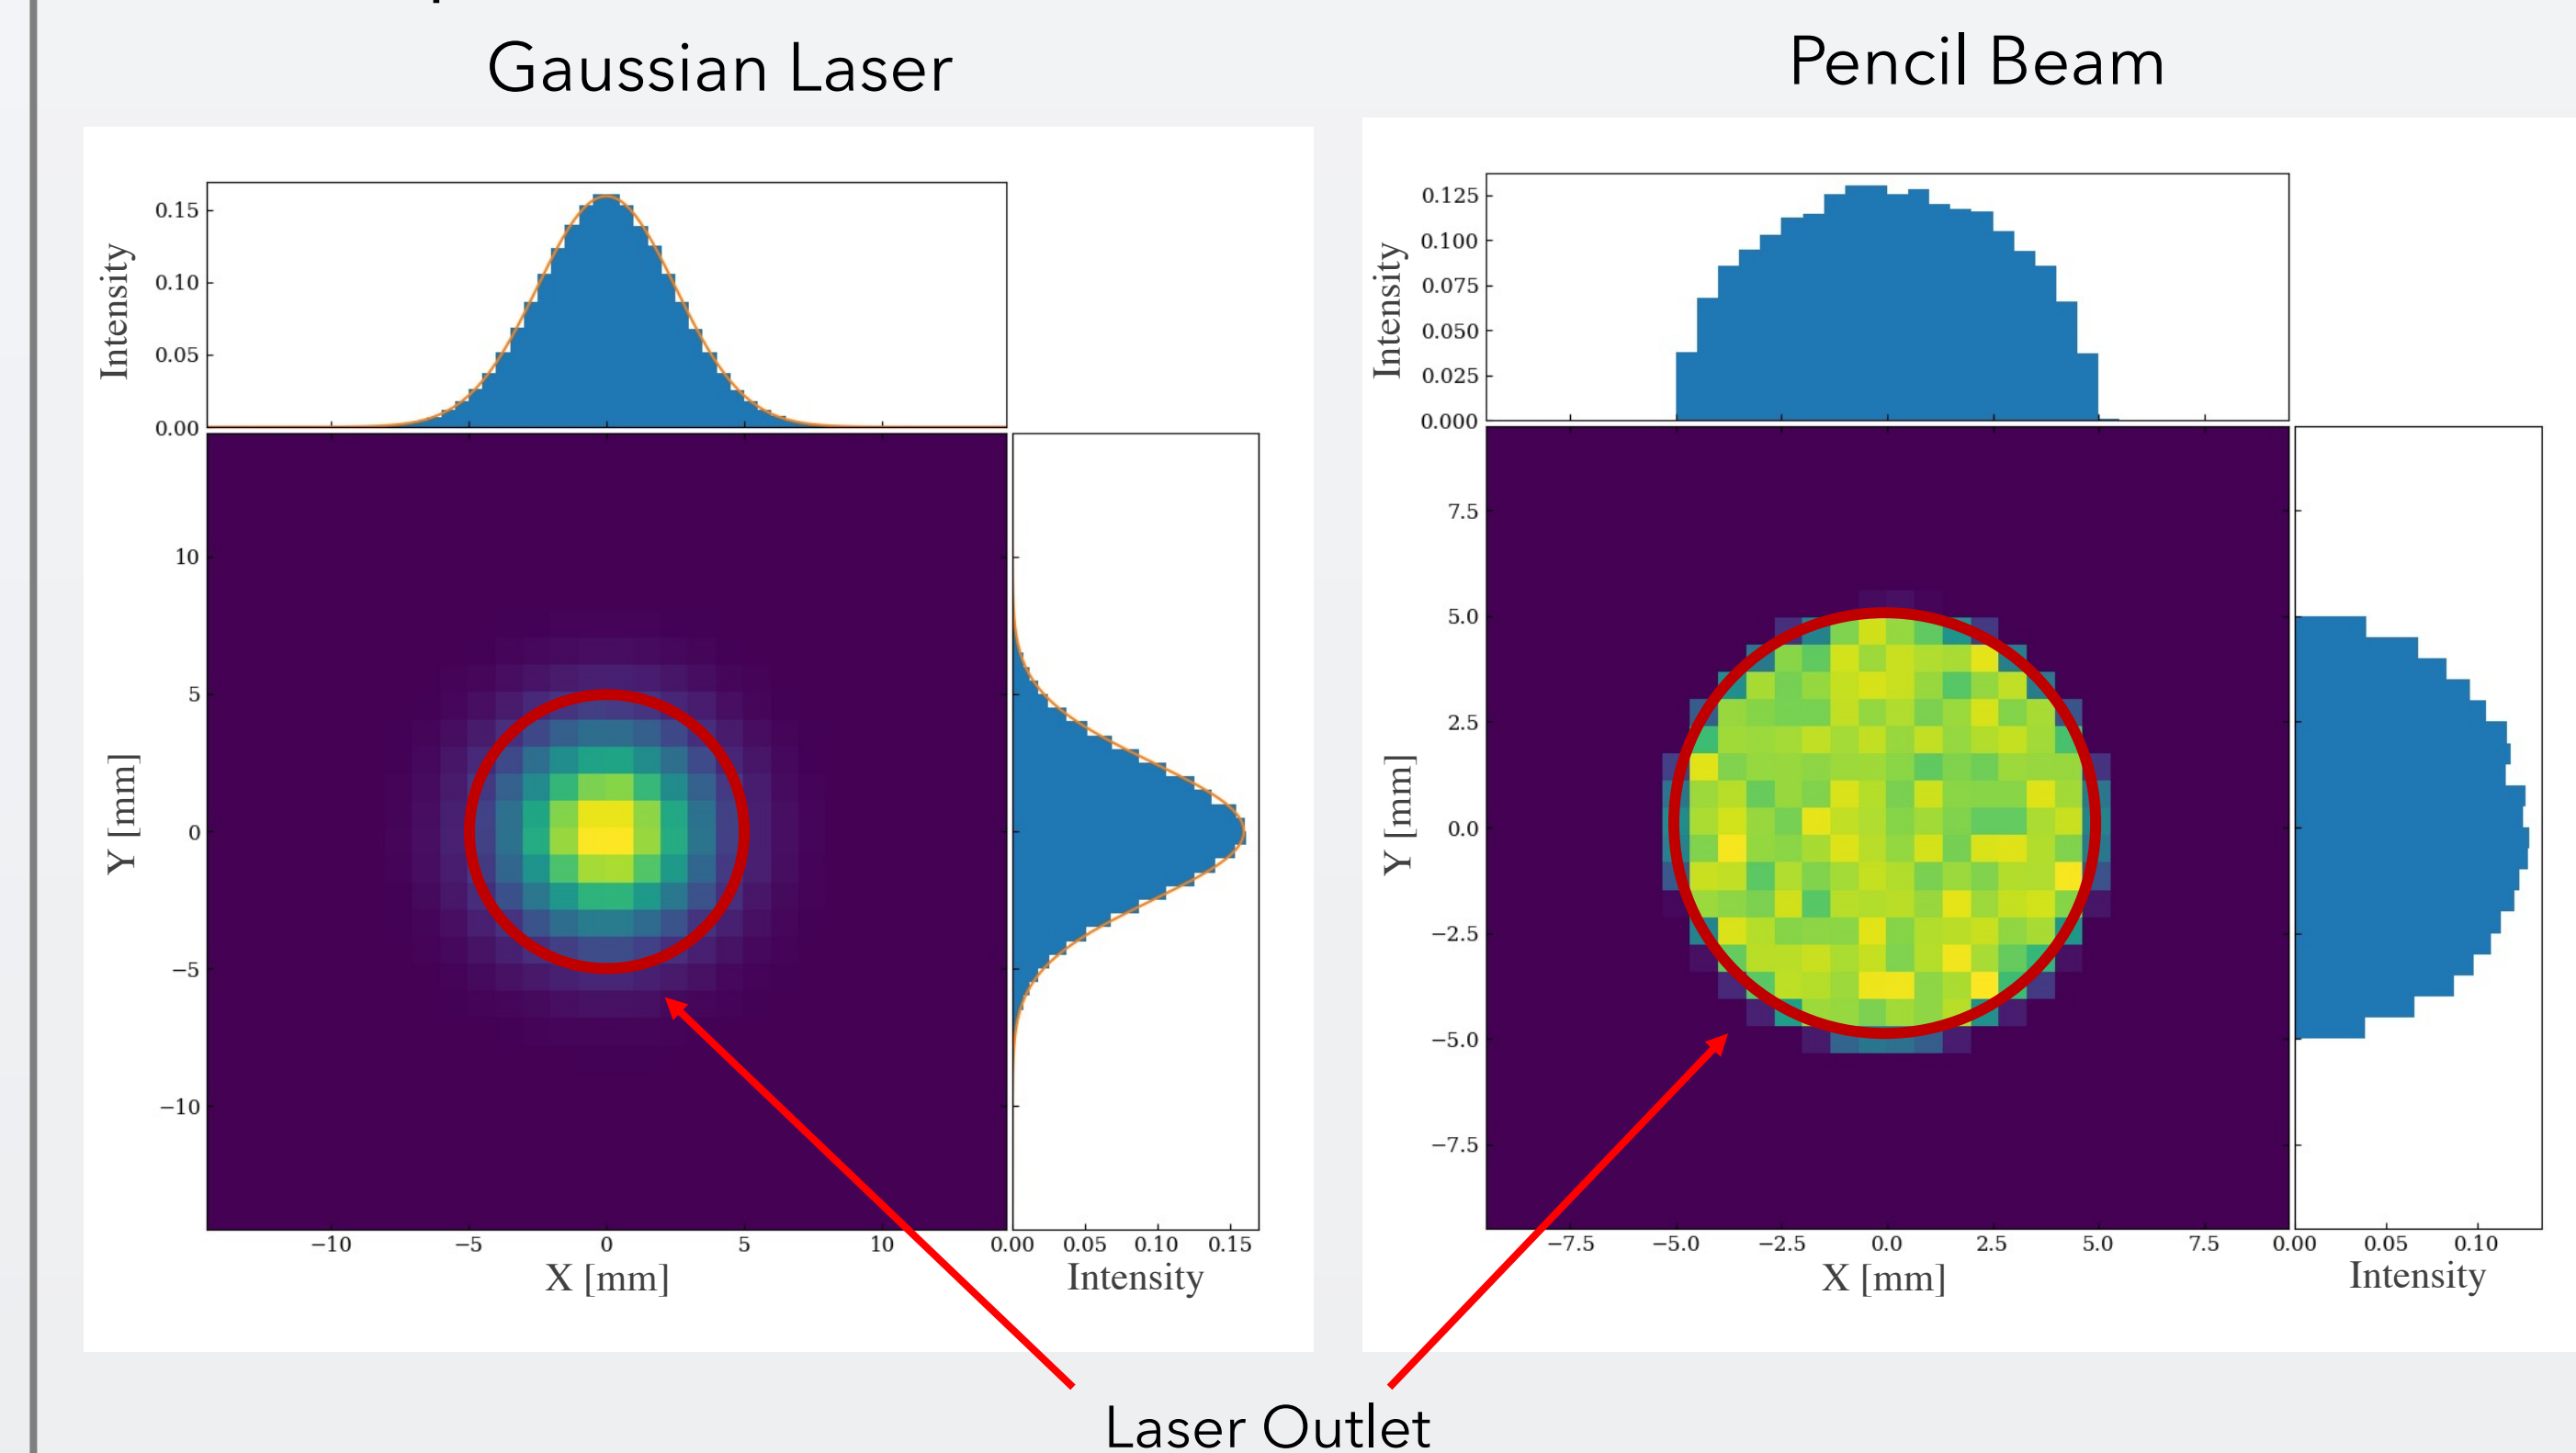 Gaussian Laser
Pencil Beam
0.15
0.10
0.05
0.00
Intensity
10
5
0
−5
−10
Y [mm]
−10 −5 0 5 10
X [mm]
0.00 0.05 0.10 0.15
Intensity
0.125
0.100
0.075
0.050
0.025
0.000
Intensity
7.5
5.0
2.5
0.0
−2.5
−5.0
−7.5
Y [mm]
−7.5 −5.0 −2.5 0.0 2.5 5.0 7.5
X [mm]
0.00 0.05 0.10
Intensity
Laser Outlet